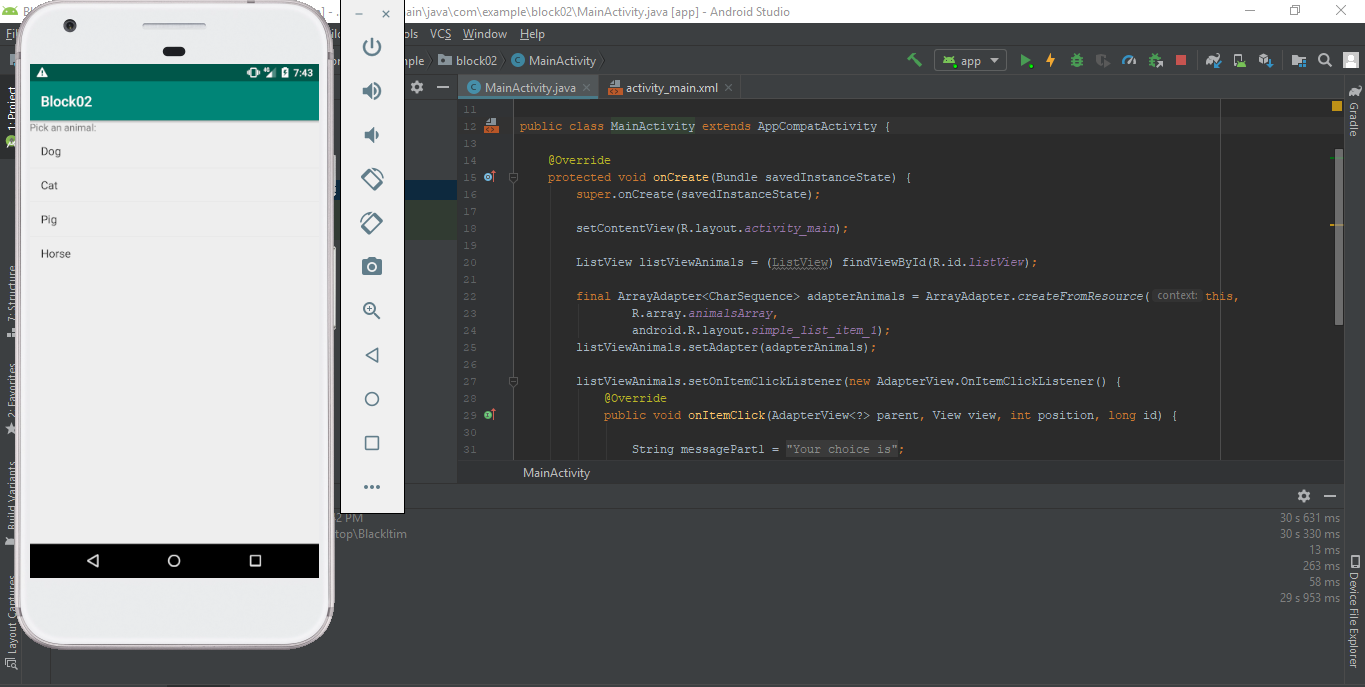 ain\java\com\example\block02\MainActivity.java [app] - Android Studio
VCS Window Help
block02 MainActivity
app
7:43
Block02
Pick an animal:
Dog
Cat
Pig
Horse
1: Project
7: Structure
2: Favorites
Build Variants
Layout Captures
MainActivity.java
activity_main.xml
11
12 public class MainActivity extends AppCompatActivity {
13
14 @Override
15 protected void onCreate(Bundle savedInstanceState) {
16 super.onCreate(savedInstanceState);
17
18 setContentView(R.layout.activity_main);
19
20 ListView listViewAnimals = (ListView) findViewById(R.id.listView);
21
22 final ArrayAdapter<CharSequence> adapterAnimals = ArrayAdapter.createFromResource( context: this,
23 R.array.animalsArray,
24 android.R.layout.simple_list_item_1);
25 listViewAnimals.setAdapter(adapterAnimals);
26
27 listViewAnimals.setOnItemClickListener(new AdapterView.OnItemClickListener() {
28 @Override
29 public void onItemClick(AdapterView<?> parent, View view, int position, long id) {
30
31 String messagePart1 = "Your choice is";
MainActivity
2 PM
top\Blackltim
30 s 631 ms
30 s 330 ms
13 ms
263 ms
58 ms
29 s 953 ms
Gradle
Device File Explorer